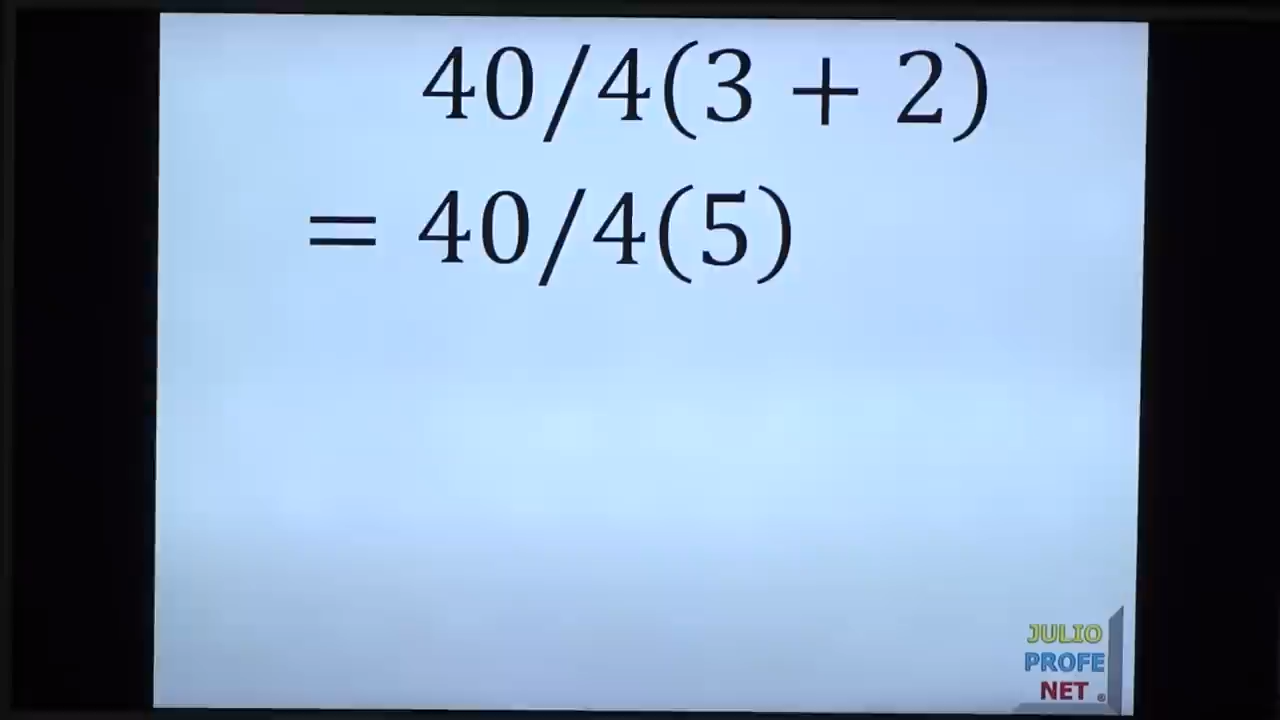 40/4(3 + 2)
= 40/4(5)
JULIO
PROFE
NET